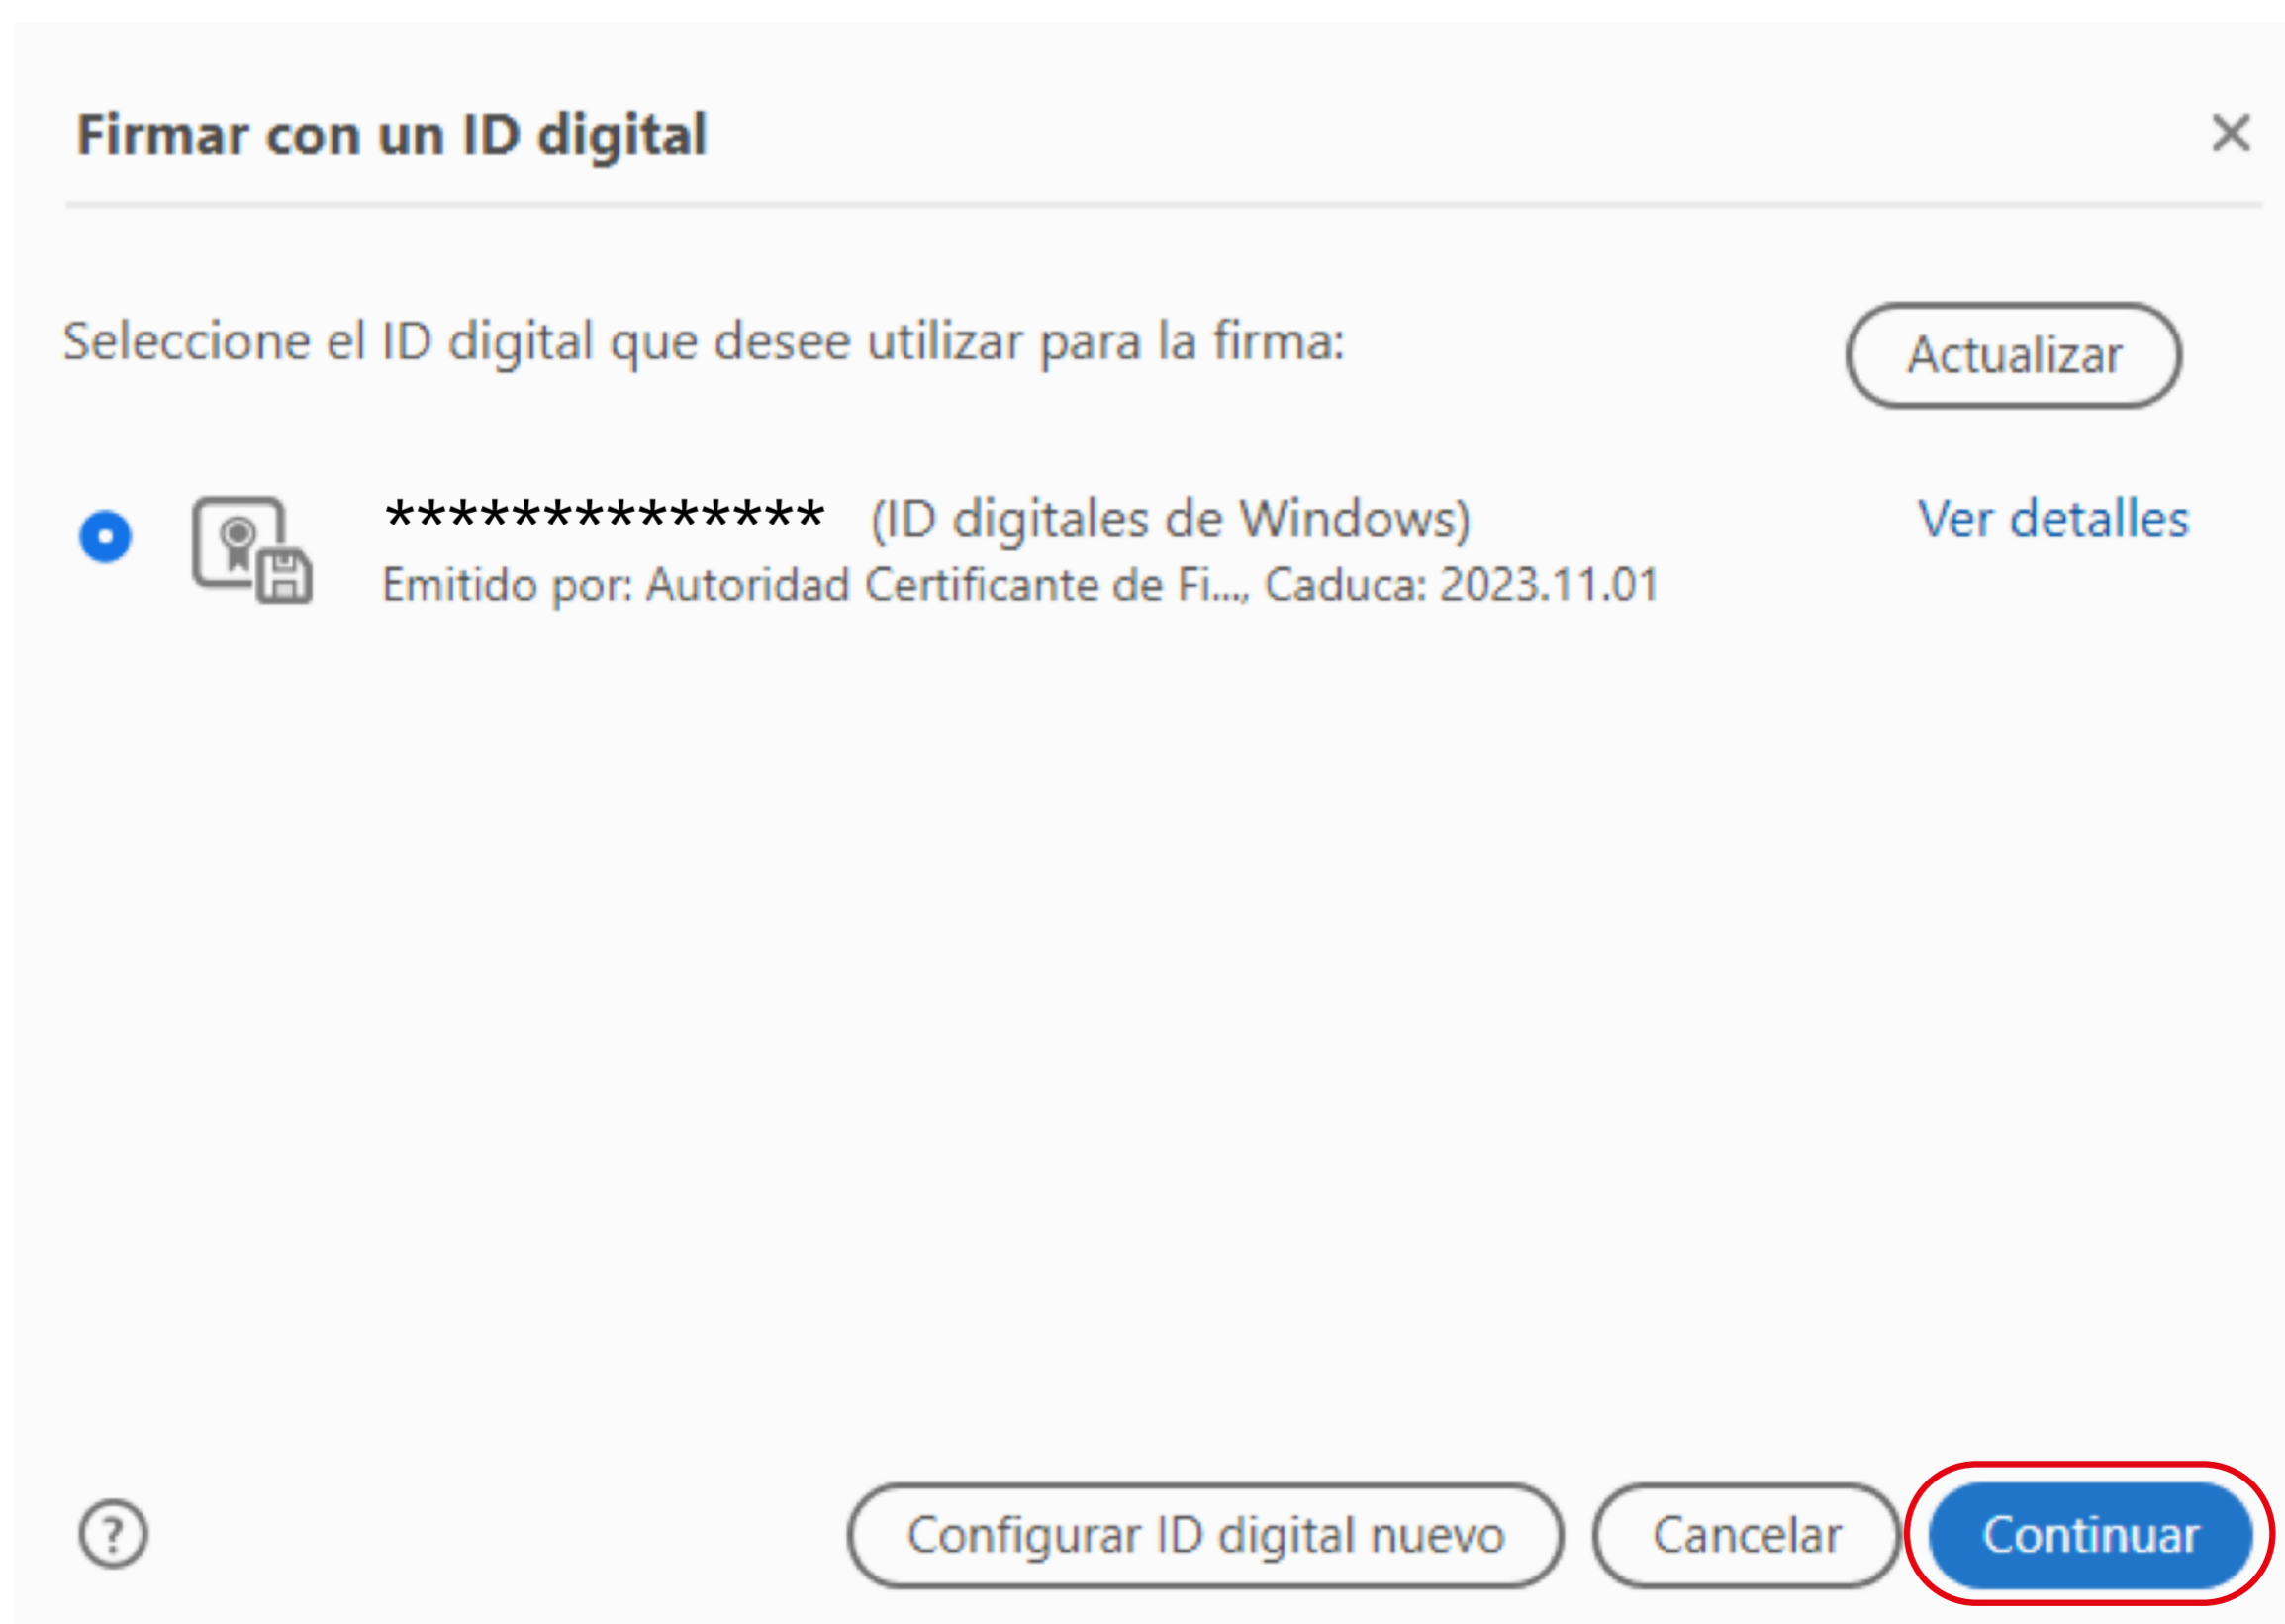 Firmar con un ID digital
Seleccione el ID digital que desee utilizar para la firma:
Actualizar
************** (ID digitales de Windows)
Ver detalles
Emitido por: Autoridad Certificante de Fi..., Caduca: 2023.11.01
?
Configurar ID digital nuevo
Cancelar
Continuar